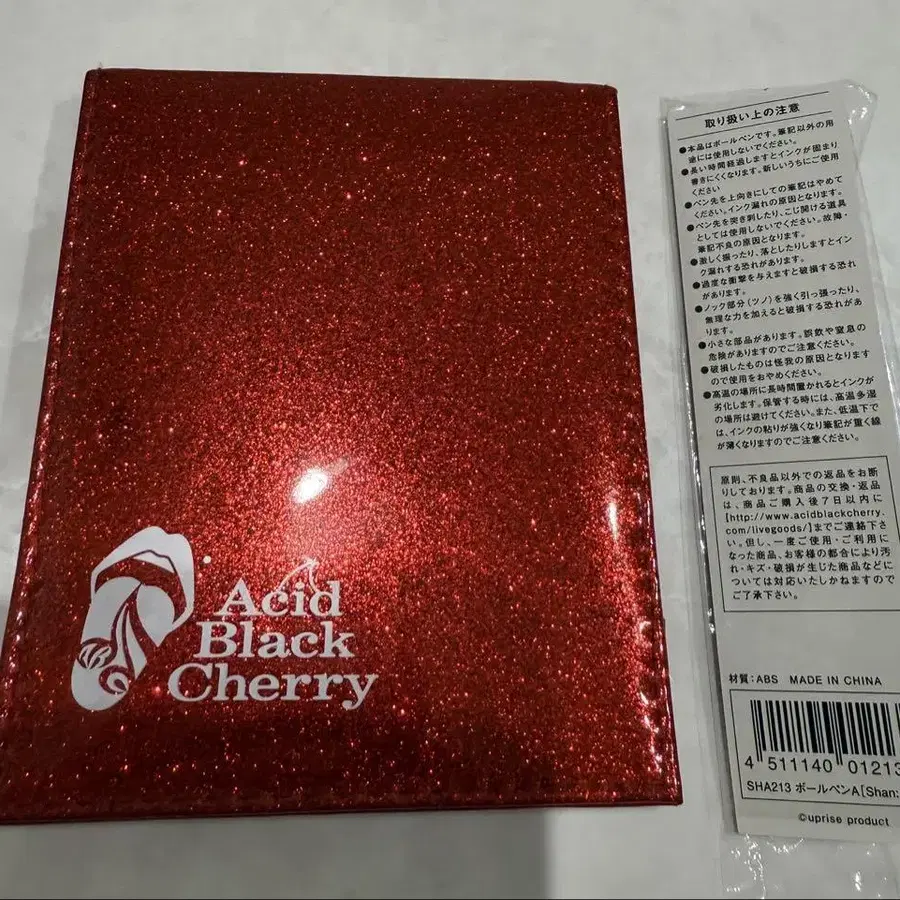 Acid
Black
Cherry
取り扱い上の注意
●本品はボールペンです。筆記以外の用
途には使用しないでください。
●長い時間経過しますとインクが固まり
書きにくくなります。新しいうちにご使用
ください
●ペン先を上向きにしての筆記はやめて
ください。インク漏れの原因となります。
●ペン先を突き刺したり、こじ開ける道具
としては使用しないでください。故障・
筆記不良の原因となります。
●激しく振ったり、落としたりしますとイン
ク漏れする恐れがあります。
●過度な衝撃を与えますと破損する恐れ
があります。
●ノック部分(ツノ)を強く引っ張ったり、
無理な力を加えると破損する恐れがあ
ります。
●小さな部品があります。誤飲や窒息の
危険がありますのでご注意ください。
●破損したものは怪我の原因となります
ので使用をおやめください。
●高温の場所に長時間置かれるとインクが
劣化します。保管する時には、高温多湿
の場所は避けてください。また、低温下で
は、インクの粘りが強くなり筆記が重く線
が薄くなりますのでご注意ください。
原則、不良品以外での返品をお断
りしております。商品の交換・返品
は、商品ご購入後7日以内に
【http://www.acidblackcherry.
com/livegoods/】までご連絡下さ
い。但し、一度ご使用・ご利用に
なった商品、お客様の都合により汚
れ・キズ・破損が生じた商品などに
ついては対応いたしかねますので
ご了承下さい。
材質:ABS MADE IN CHINA
4 511140 01213
SHA213 ボールペンA[Shan:
©uprise product